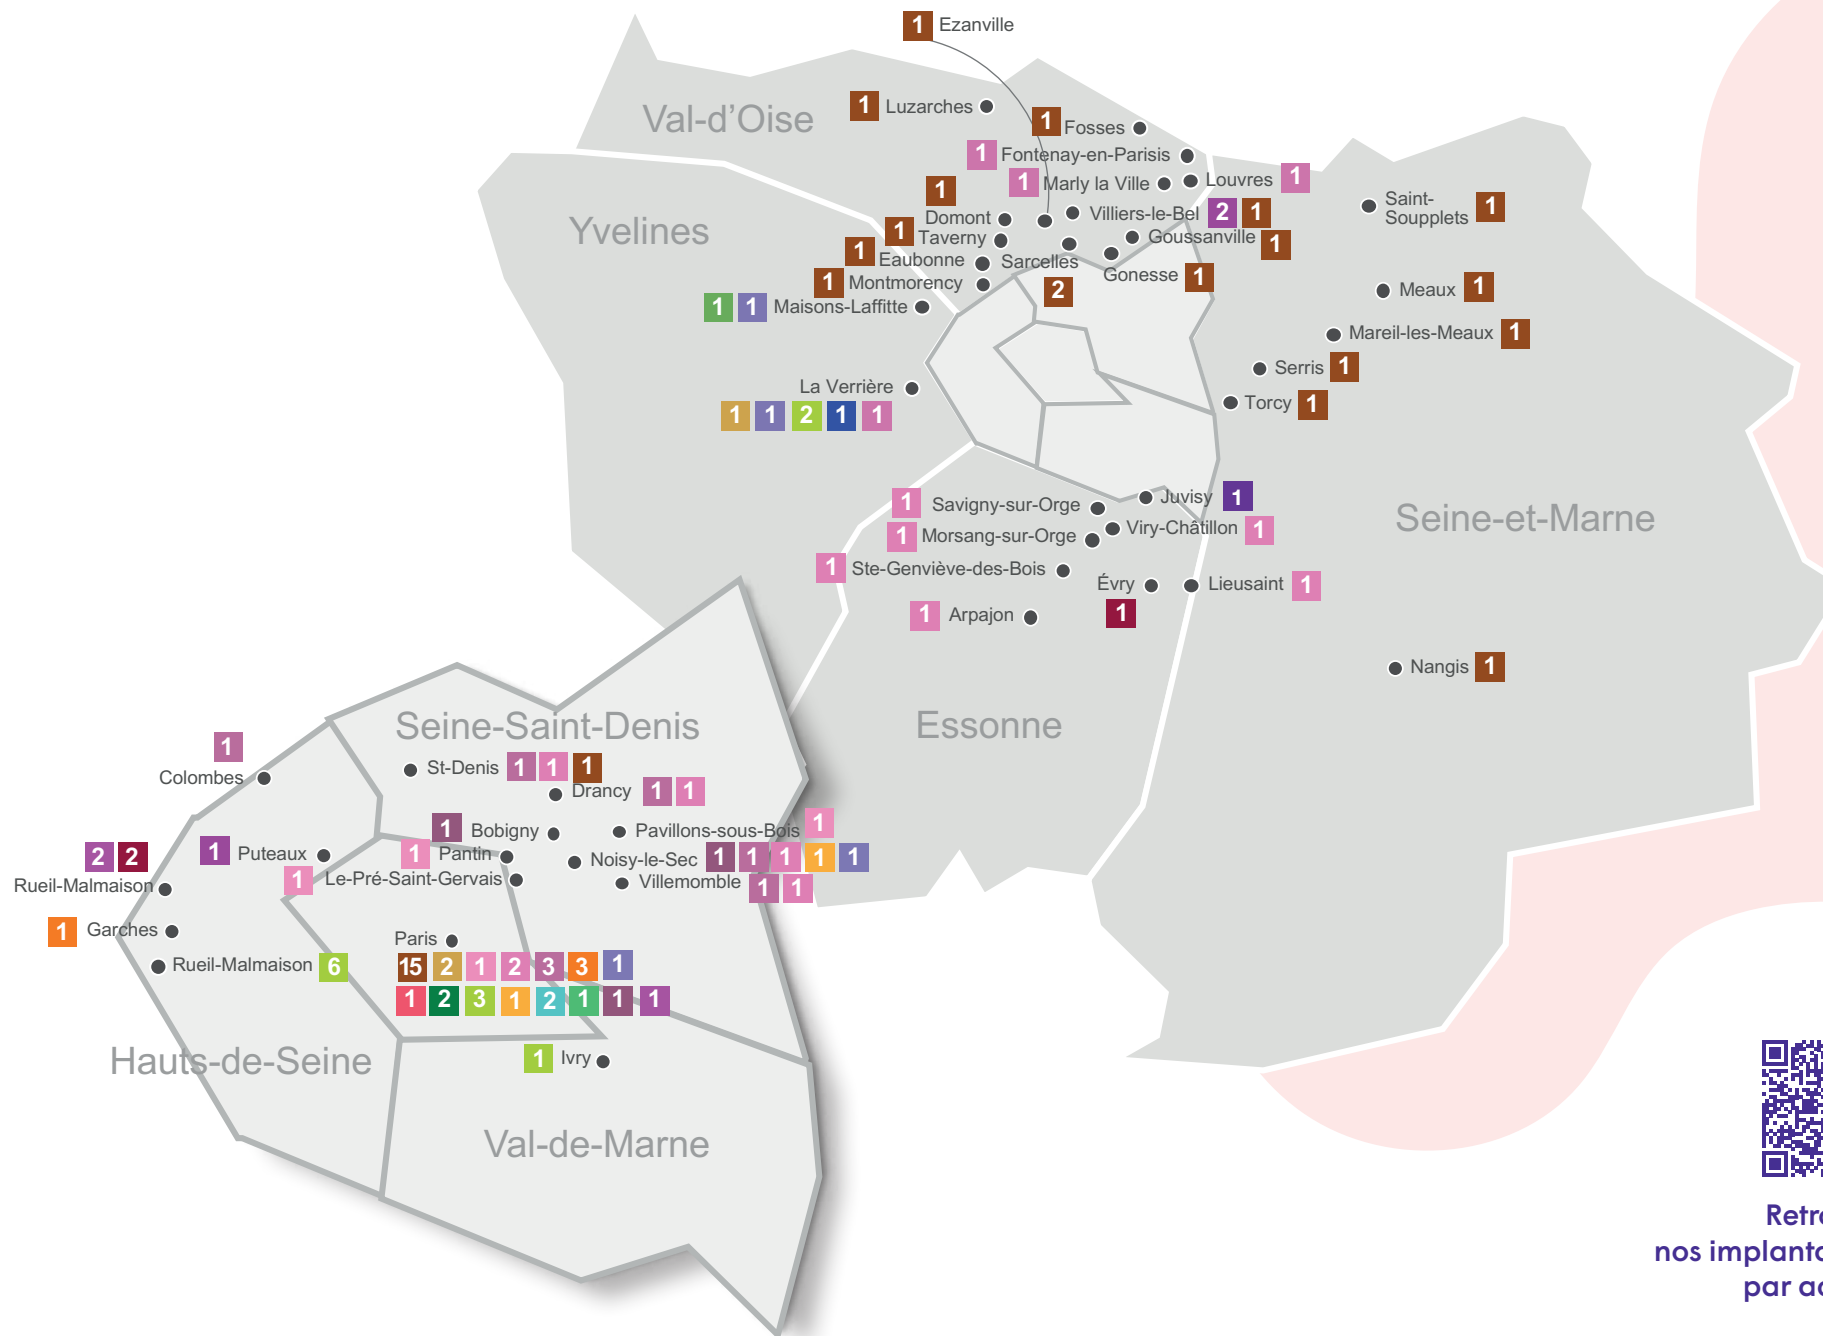 1 Ezanville
Val-d'Oise
1 Luzarches
1 Fosses
1 Fontenay-en-Parisis
1 Marly la Ville
Louvres 1
1
Domont
Villiers-le-Bel 2 1
1
Taverny
Goussanville 1
1
Eaubonne
Sarcelles
2
Gonesse 1
1 Montmorency
1 1 Maisons-Laffitte
Yvelines
La Verrière
1 1 2 1 1
Saint-
Soupplets 1
Meaux 1
Mareil-les-Meaux 1
Serris 1
Torcy 1
Seine-et-Marne
1 Savigny-sur-Orge
Juvisy 1
1 Morsang-sur-Orge
Viry-Châtillon 1
1 Ste-Genviève-des-Bois
Évry
1
Lieusaint 1
1 Arpajon
Nangis 1
Essonne
Seine-Saint-Denis
1
Colombes
St-Denis 1 1 1
Drancy 1 1
1 Bobigny
Pavillons-sous-Bois 1
2 2
Rueil-Malmaison
1 Puteaux
1 Pantin
Noisy-le-Sec 1 1 1 1 1
1 Le-Pré-Saint-Gervais
Villemomble 1 1
1 Garches
Rueil-Malmaison 6
Paris
15 2 1 2 3 3 1
1 2 3 1 2 1 1 1
Hauts-de-Seine
1 Ivry
Val-de-Marne
Retr
nos implant
par a